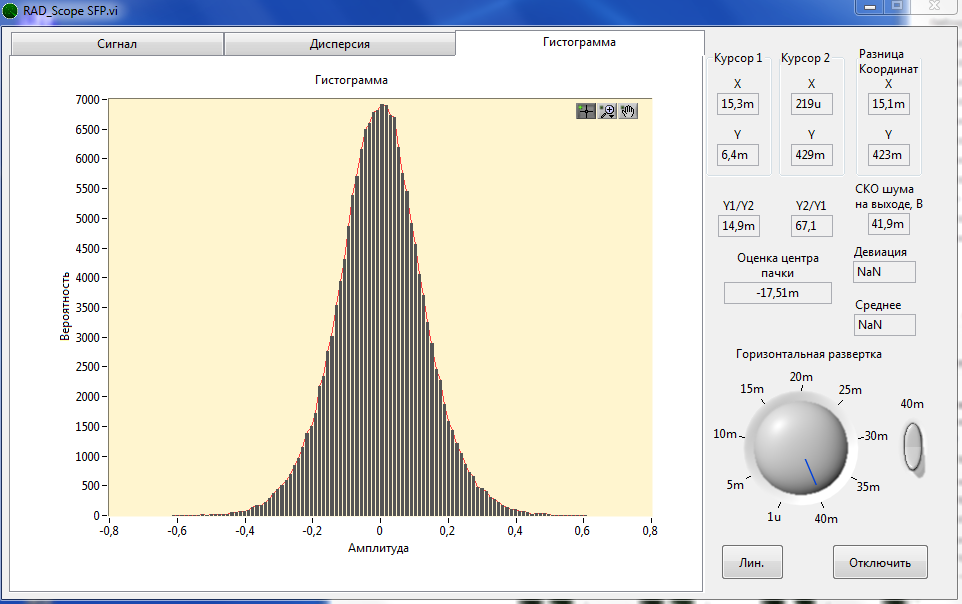 RAD_Scope SFP.vi
Сигнал
Дисперсия
Гистограмма
Гистограмма
Вероятность
7000
6500
6000
5500
5000
4500
4000
3500
3000
2500
2000
1500
1000
500
0
-0,8
-0,6
-0,4
-0,2
0
0,2
0,4
0,6
0,8
Амплитуда
Курсор 1
X
15,3m
Y
6,4m
Курсор 2
X
219u
Y
429m
Разница
Координат
X
15,1m
Y
423m
Y1/Y2
14,9m
Y2/Y1
67,1
СКО шума
на выходе, В
41,9m
Оценка центра
пачки
-17,51m
Девиация
NaN
Среднее
NaN
Горизонтальная развертка
20m
15m
25m
10m
30m
5m
35m
1u
40m
40m
Лин.
Отключить